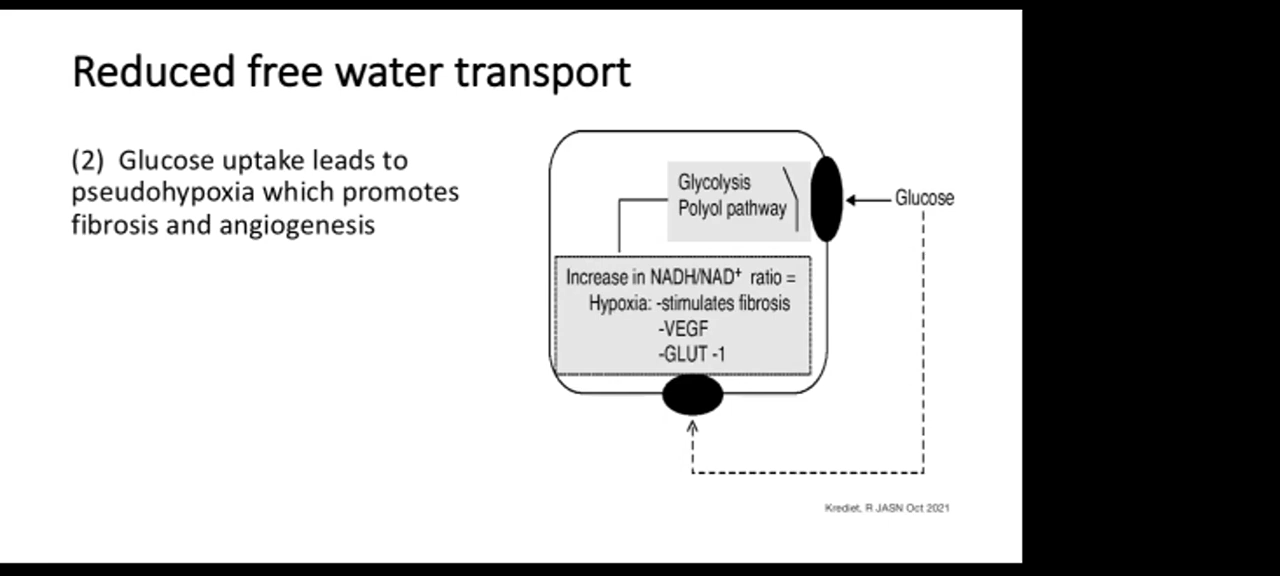 Reduced free water transport
(2) Glucose uptake leads to
pseudohypoxia which promotes
fibrosis and angiogenesis
Glycolysis
Polyol pathway
Glucose
Increase in NADH/NAD⁺ ratio =
Hypoxia: -stimulates fibrosis
-VEGF
-GLUT -1
Krediet, R JASN Oct 2021